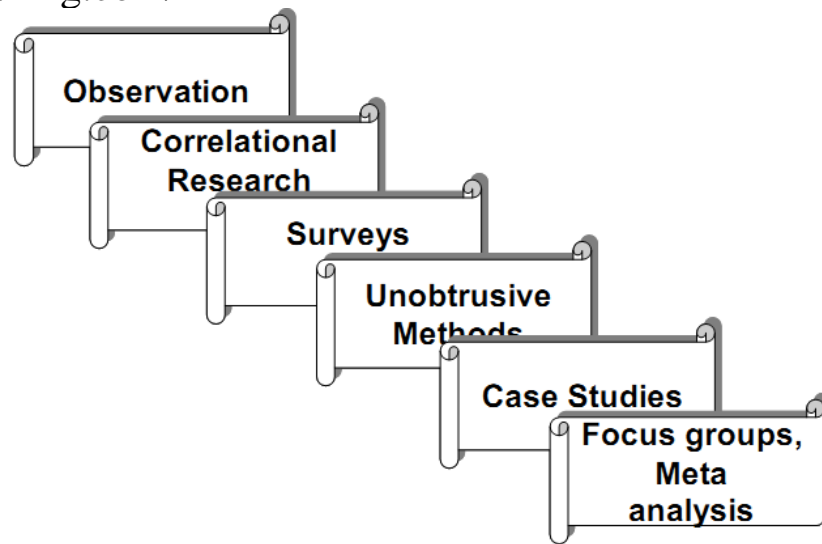 Observation
Correlational
Research
Surveys
Unobtrusive
Methods
Case Studies
Focus groups,
Meta
analysis